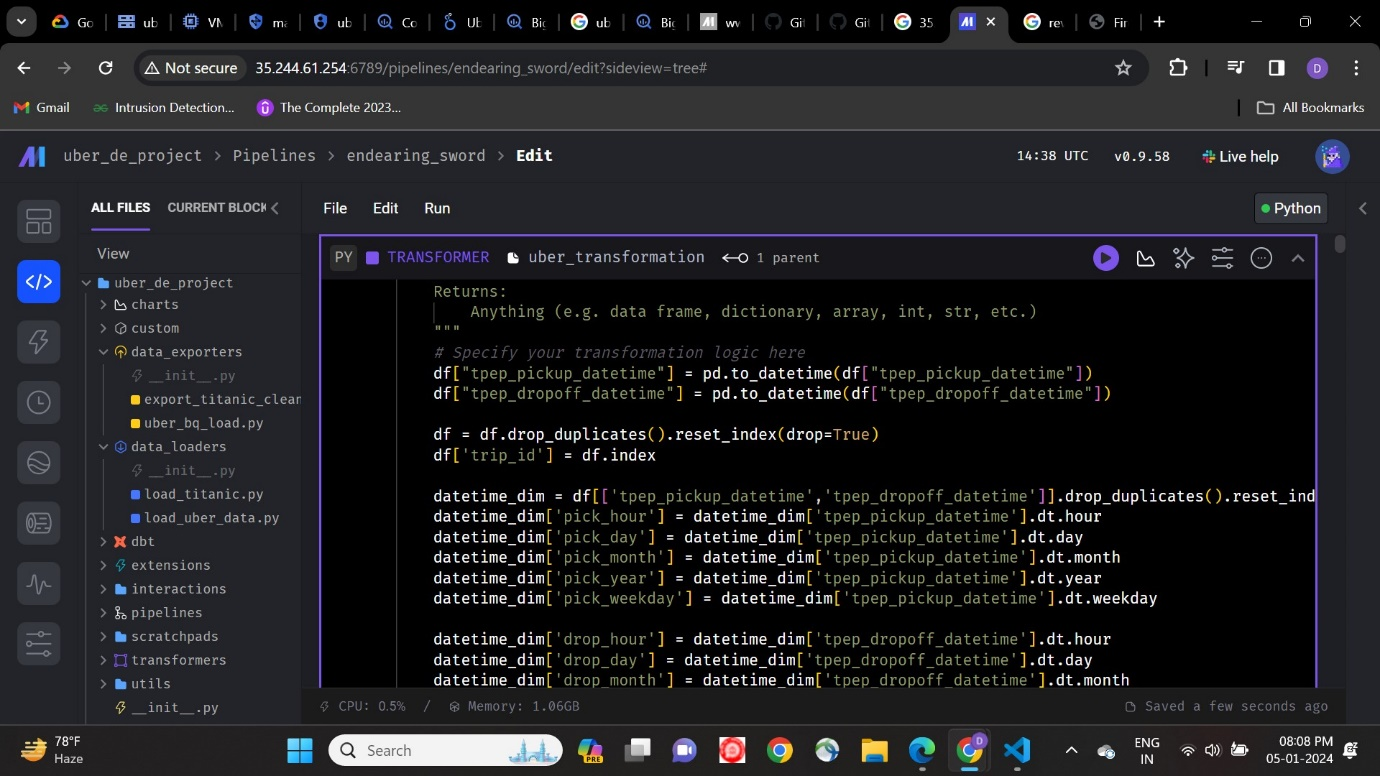 Go
ub
VM
ma
ub
Co
Ub
Big
ub
Big
wv
Git
Git
35
rev
Fir
Not secure
35.244.61.254:6789/pipelines/endearing_sword/edit?sideview=tree#
D
Gmail
Intrusion Detection...
The Complete 2023...
All Bookmarks
uber_de_project > Pipelines > endearing_sword > Edit
14:38 UTC
v0.9.58
Live help
ALL FILES
CURRENT BLOCK
File
Edit
Run
Python
View
uber_de_project
charts
custom
data_exporters
__init__.py
export_titanic_clean
uber_bq_load.py
data_loaders
__init__.py
load_titanic.py
load_uber_data.py
dbt
extensions
interactions
pipelines
scratchpads
transformers
utils
__init__.py
PY
TRANSFORMER
uber_transformation
1 parent
Returns:
Anything (e.g. data frame, dictionary, array, int, str, etc.)
"""
# Specify your transformation logic here
df["tpep_pickup_datetime"] = pd.to_datetime(df["tpep_pickup_datetime"])
df["tpep_dropoff_datetime"] = pd.to_datetime(df["tpep_dropoff_datetime"])
df = df.drop_duplicates().reset_index(drop=True)
df['trip_id'] = df.index
datetime_dim = df[['tpep_pickup_datetime','tpep_dropoff_datetime']].drop_duplicates().reset_ind
datetime_dim['pick_hour'] = datetime_dim['tpep_pickup_datetime'].dt.hour
datetime_dim['pick_day'] = datetime_dim['tpep_pickup_datetime'].dt.day
datetime_dim['pick_month'] = datetime_dim['tpep_pickup_datetime'].dt.month
datetime_dim['pick_year'] = datetime_dim['tpep_pickup_datetime'].dt.year
datetime_dim['pick_weekday'] = datetime_dim['tpep_pickup_datetime'].dt.weekday
datetime_dim['drop_hour'] = datetime_dim['tpep_dropoff_datetime'].dt.hour
datetime_dim['drop_day'] = datetime_dim['tpep_dropoff_datetime'].dt.day
datetime_dim['drop_month'] = datetime_dim['tpep_dropoff_datetime'].dt.month
CPU: 0.5% / Memory: 1.06GB
Saved a few seconds ago
78°F
Haze
Search
PRE
D
ENG
IN
08:08 PM
05-01-2024